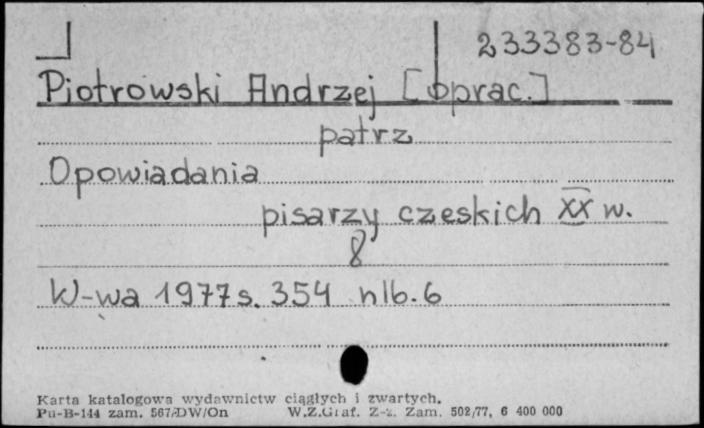 233383-84
Piotrowski Andrzej [oprac.]
patrz
Opowiadania
pisarzy czeskich XX w.
8
W-wa 1977 s. 354 nlb. 6
Karta katalogowa wydawnictw ciągłych i zwartych.
Pu-B-144 zam. 567/DW/On W.Z.Graf. Z-z. Zam. 502/77, 6 400 000